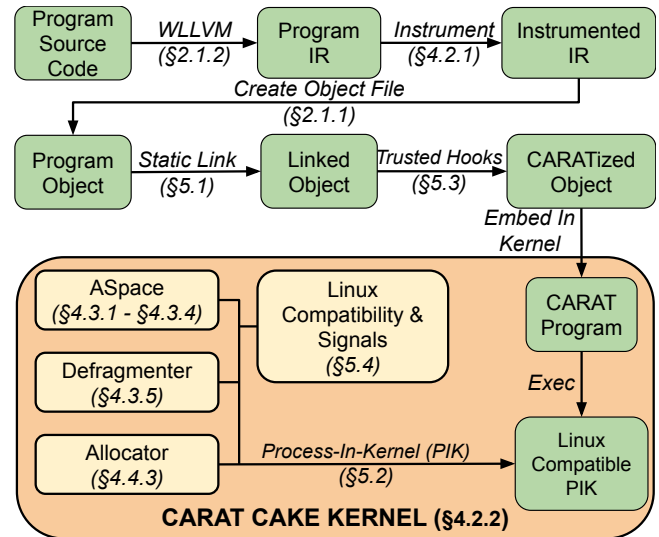 Program
Source
Code
WLLVM
(§2.1.2)
Program
IR
Instrument
(§4.2.1)
Instrumented
IR
Create Object File
(§2.1.1)
Program
Object
Static Link
(§5.1)
Linked
Object
Trusted Hooks
(§5.3)
CARATized
Object
Embed In
Kernel
ASpace
(§4.3.1 - §4.3.4)
Linux
Compatibility &
Signals
(§5.4)
CARAT
Program
Defragmenter
(§4.3.5)
Exec
Allocator
(§4.4.3)
Process-In-Kernel (PIK)
(§5.2)
Linux
Compatible
PIK
CARAT CAKE KERNEL (§4.2.2)